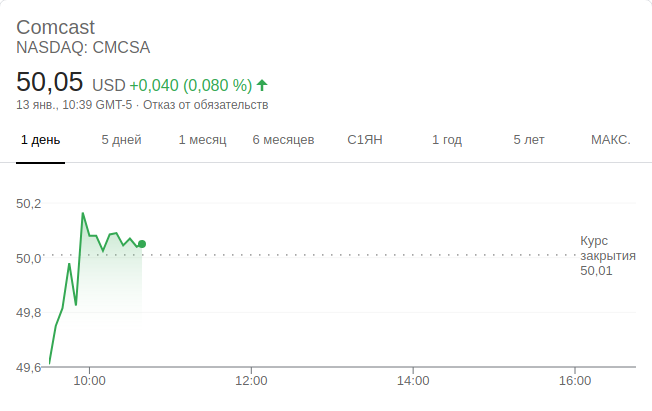 Comcast
NASDAQ: CMCSA
50,05 USD +0,040 (0,080 %)
13 янв., 10:39 GMT-5 · Отказ от обязательств
1 день 5 дней 1 месяц 6 месяцев С1ЯН 1 год 5 лет МАКС.
50,2
50,0
49,8
49,6
Курс
закрытия
50,01
10:00 12:00 14:00 16:00